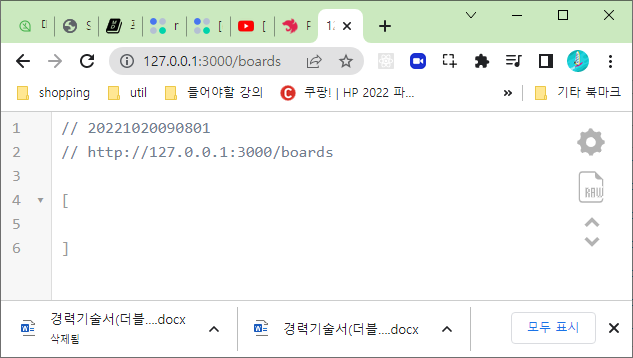 127.0.0.1:3000/boards
shopping
util
들어야할 강의
쿠팡! | HP 2022 파...
»
기타 북마크
1 // 20221020090801
2 // http://127.0.0.1:3000/boards
3
4 [
5
6 ]
RAW
경력기술서(더블....docx
삭제됨
경력기술서(더블....docx
모두 표시